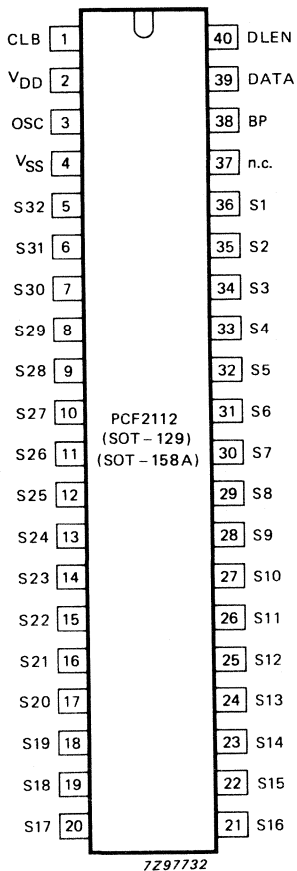 CLB 1 40 DLEN
VDD 2 39 DATA
OSC 3 38 BP
VSS 4 37 n.c.
S32 5 36 S1
S31 6 35 S2
S30 7 34 S3
S29 8 33 S4
S28 9 32 S5
S27 10 31 S6
PCF2112
(SOT-129)
(SOT-158A)
S26 11 30 S7
S25 12 29 S8
S24 13 28 S9
S23 14 27 S10
S22 15 26 S11
S21 16 25 S12
S20 17 24 S13
S19 18 23 S14
S18 19 22 S15
S17 20 21 S16
7Z97732